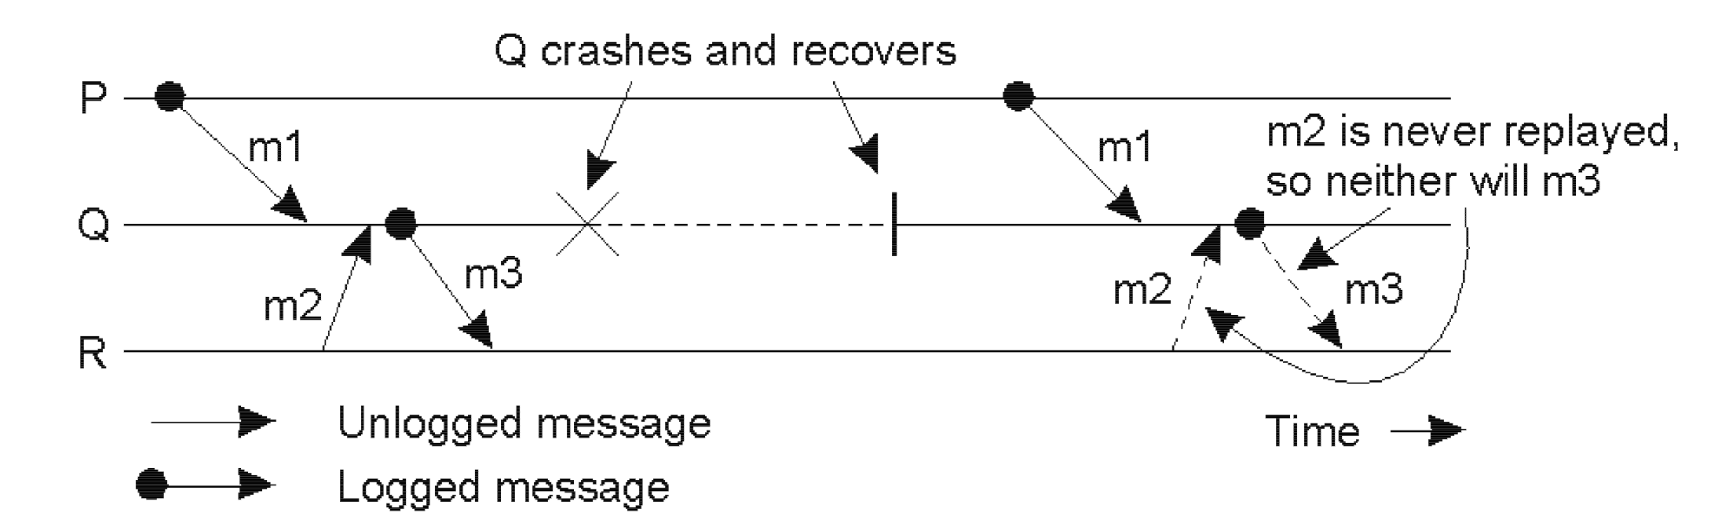 Q crashes and recovers
P
m1
m1
m2 is never replayed,
so neither will m3
Q
m3
m2
m2
m3
R
Unlogged message
Time
Logged message